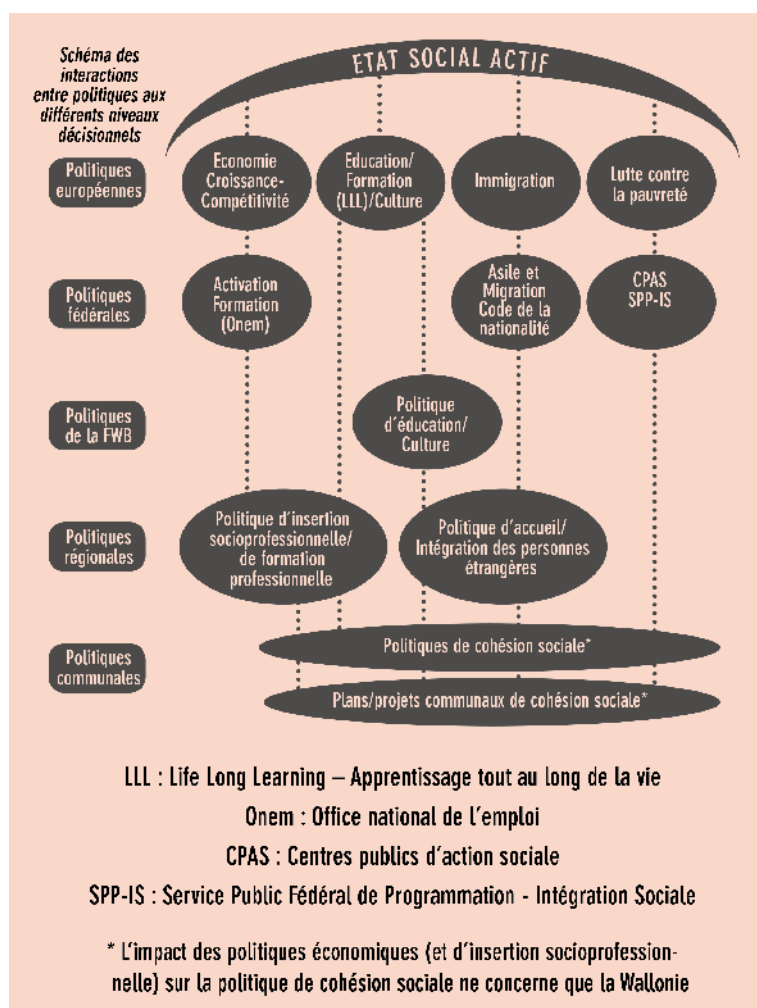 Schéma des
interactions
entre politiques aux
différents niveaux
décisionnels
ETAT SOCIAL ACTIF
Politiques
européennes
Economie
Croissance-
Compétitivité
Education/
Formation
(LLL)/Culture
Immigration
Lutte contre
la pauvreté
Politiques
fédérales
Activation
Formation
(Onem)
Asile et
Migration
Code de la
nationalité
CPAS
SPP-IS
Politiques
de la FWB
Politique
d'éducation/
Culture
Politiques
régionales
Politique d'insertion
socioprofessionnelle/
de formation
professionnelle
Politique d'accueil/
Intégration des personnes
étrangères
Politiques
communales
Politiques de cohésion sociale*
Plans/projets communaux de cohésion sociale*
LLL : Life Long Learning – Apprentissage tout au long de la vie
Onem : Office national de l'emploi
CPAS : Centres publics d'action sociale
SPP-IS : Service Public Fédéral de Programmation - Intégration Sociale
* L'impact des politiques économiques (et d'insertion socioprofession-
nelle) sur la politique de cohésion sociale ne concerne que la Wallonie